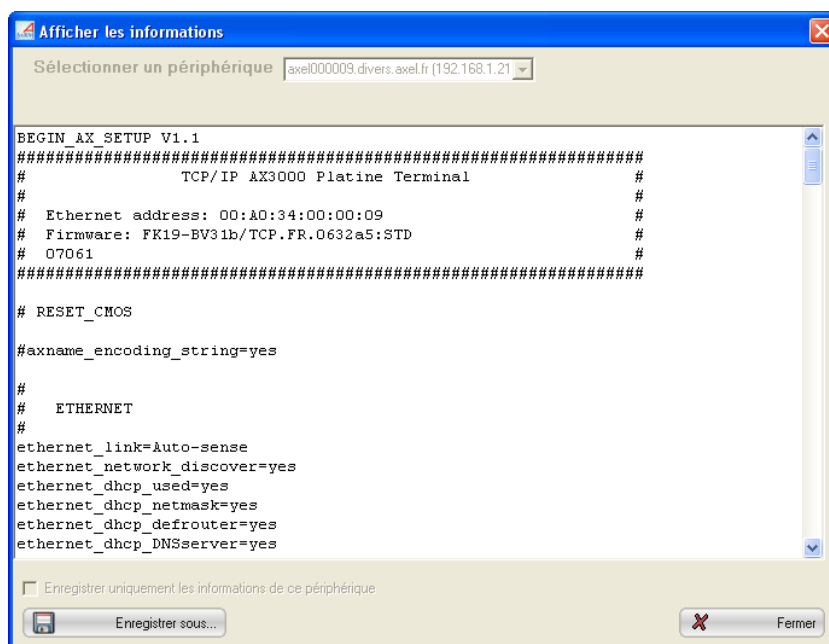 Afficher les informations
Sélectionner un périphérique axel000009.divers.axel.fr (192.168.1.21
BEGIN_AX_SETUP V1.1
#################################################################
# TCP/IP AX3000 Platine Terminal #
# #
# Ethernet address: 00:A0:34:00:00:09 #
# Firmware: FK19-BV31b/TCP.FR.0632a5:STD #
# 07061 #
#################################################################
# RESET_CMOS
#axname_encoding_string=yes
#
# ETHERNET
#
ethernet_link=Auto-sense
ethernet_network_discover=yes
ethernet_dhcp_used=yes
ethernet_dhcp_netmask=yes
ethernet_dhcp_defrouter=yes
ethernet_dhcp_DNSserver=yes
Enregistrer uniquement les informations de ce périphérique
Enregistrer sous... Fermer